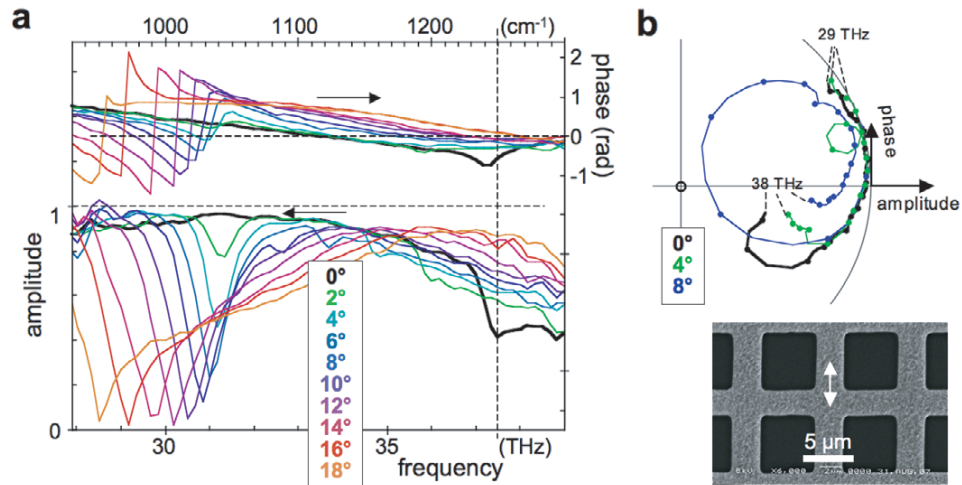 a
1000 1100 1200 (cm⁻¹)
2
1
0
-1
phase (rad)
1
amplitude
0
0°
2°
4°
6°
8°
10°
12°
14°
16°
18°
30 35 (THz)
frequency
b
29 THz
phase
38 THz
amplitude
0°
4°
8°
5 µm
X6,000